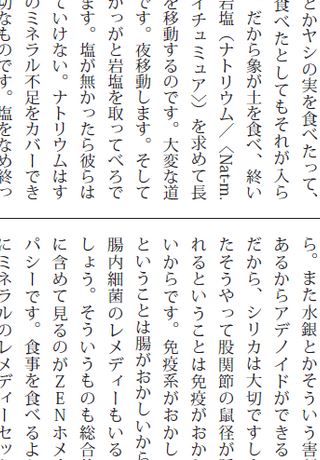 とかヤシの実を食べたって、
食べたとしてもそれが入ら
だから象が土を食べ、終い
岩塩（ナトリウム／〈Nat-m.
イチュミュア〉）を求めて長
を移動するのです。大変な道
です。夜移動します。そして
かっがと岩塩を取ってべろで
ます。塩が無かったら彼らは
ていけない。ナトリウムはす
のミネラル不足をカバーでき
切なものです。塩をなめ終っ
ら。また水銀とかそういう害
あるからアデノイドができる
だから、シリカは大切ですし
たそうやって股関節の鼠径が
れるということは免疫がおか
いからです。免疫系がおかし
ということは腸がおかしいから
腸内細菌のレメディーもいる
しょう。そういうものも総合
に含めて見るのがＺＥＮホメ
パシーです。食事を食べるよ
にミネラルのレメディーセッ